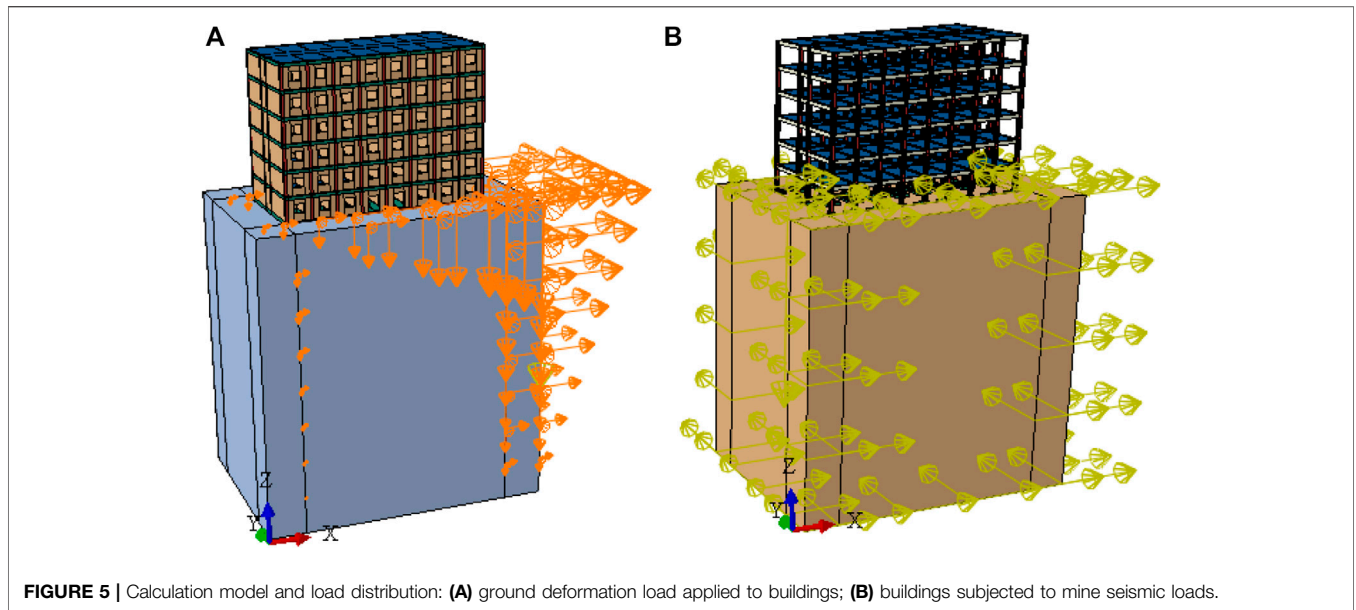 A
B
Z
Y
X
Z
Y
X
FIGURE 5 | Calculation model and load distribution: (A) ground deformation load applied to buildings; (B) buildings subjected to mine seismic loads.